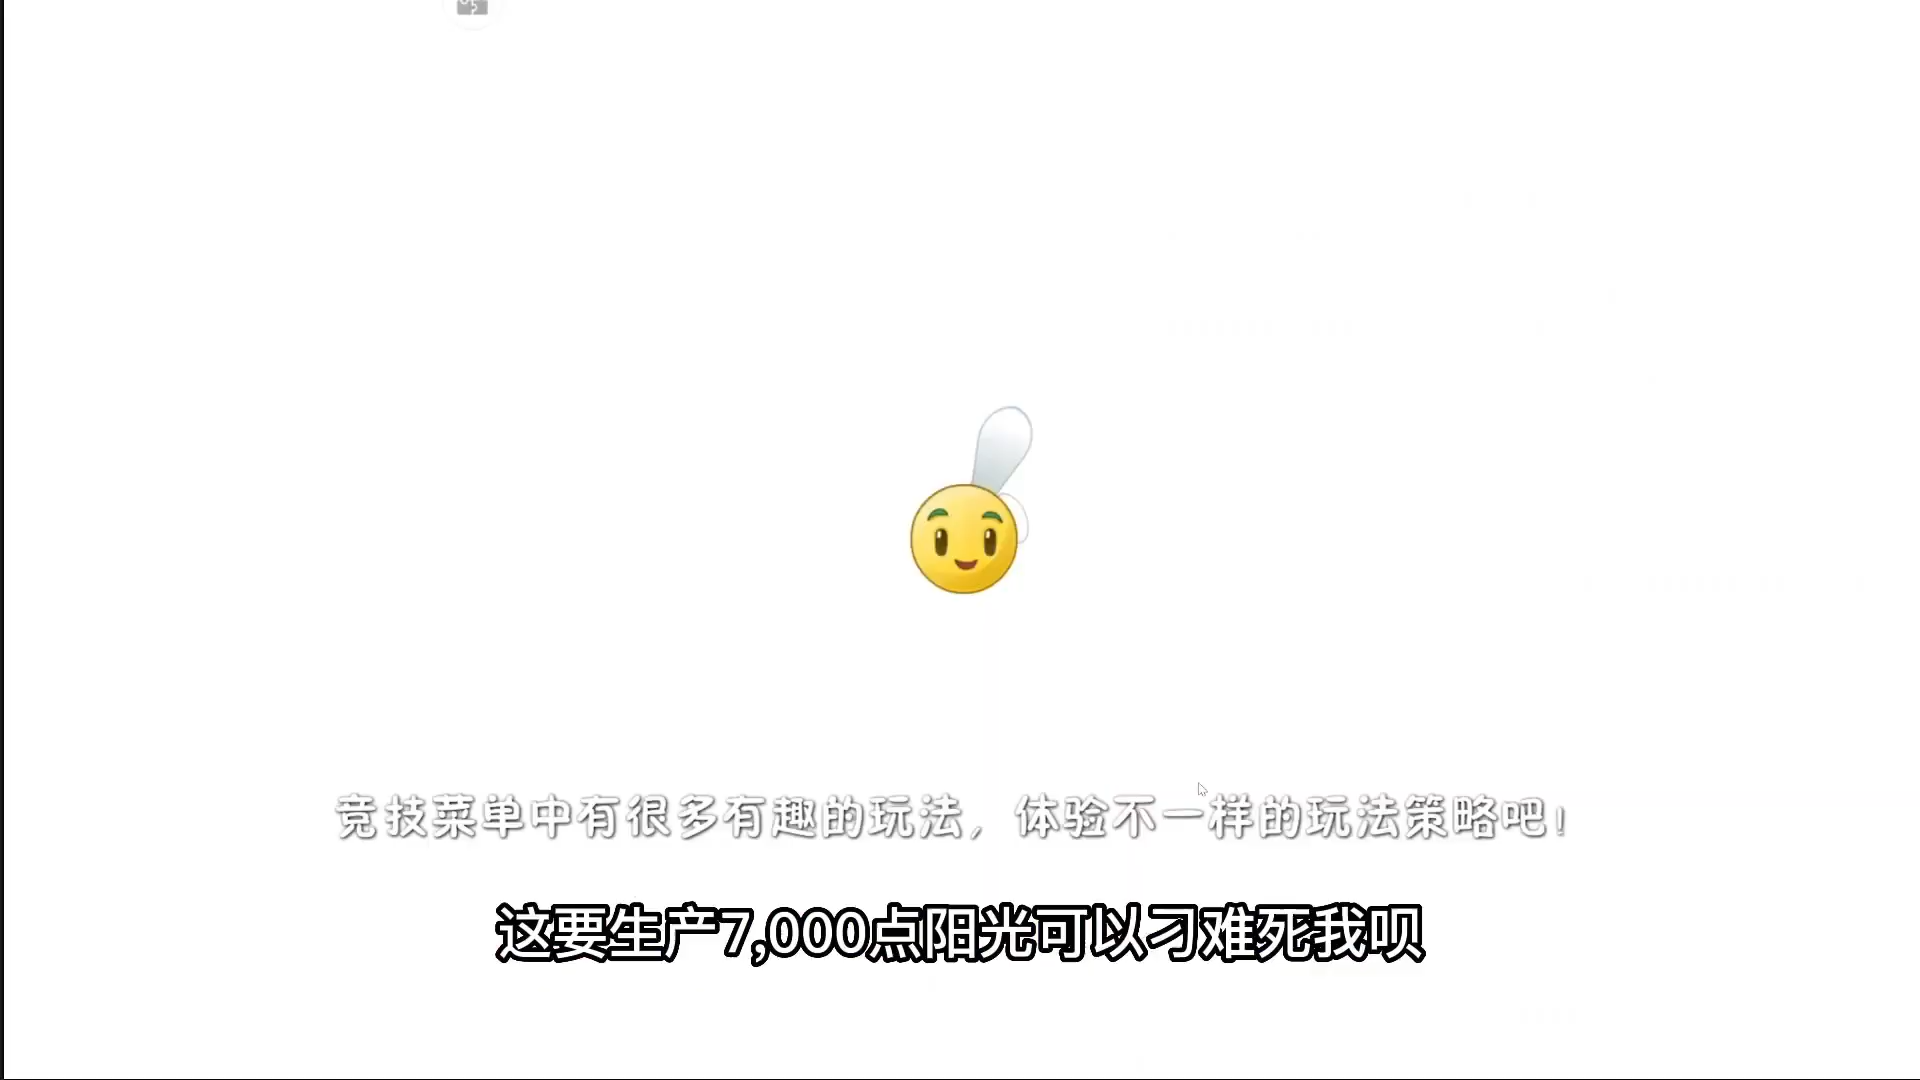 竞技菜单中有很多有趣的玩法，体验不一样的玩法策略吧！
这要生产7,000点阳光可以刁难死我呗